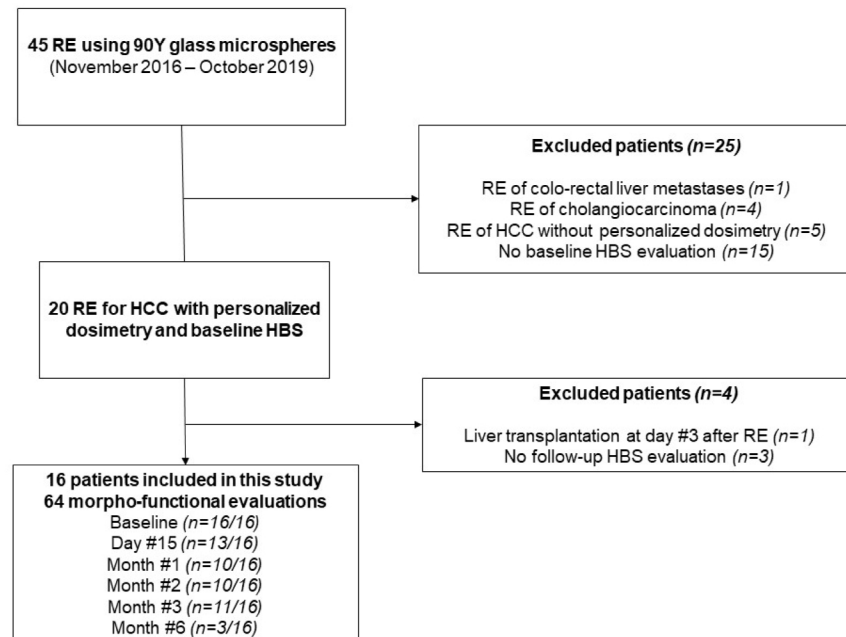 45 RE using 90Y glass microspheres
(November 2016 – October 2019)
Excluded patients (n=25)
RE of colo-rectal liver metastases (n=1)
RE of cholangiocarcinoma (n=4)
RE of HCC without personalized dosimetry (n=5)
No baseline HBS evaluation (n=15)
20 RE for HCC with personalized
dosimetry and baseline HBS
Excluded patients (n=4)
Liver transplantation at day #3 after RE (n=1)
No follow-up HBS evaluation (n=3)
16 patients included in this study
64 morpho-functional evaluations
Baseline (n=16/16)
Day #15 (n=13/16)
Month #1 (n=10/16)
Month #2 (n=10/16)
Month #3 (n=11/16)
Month #6 (n=3/16)